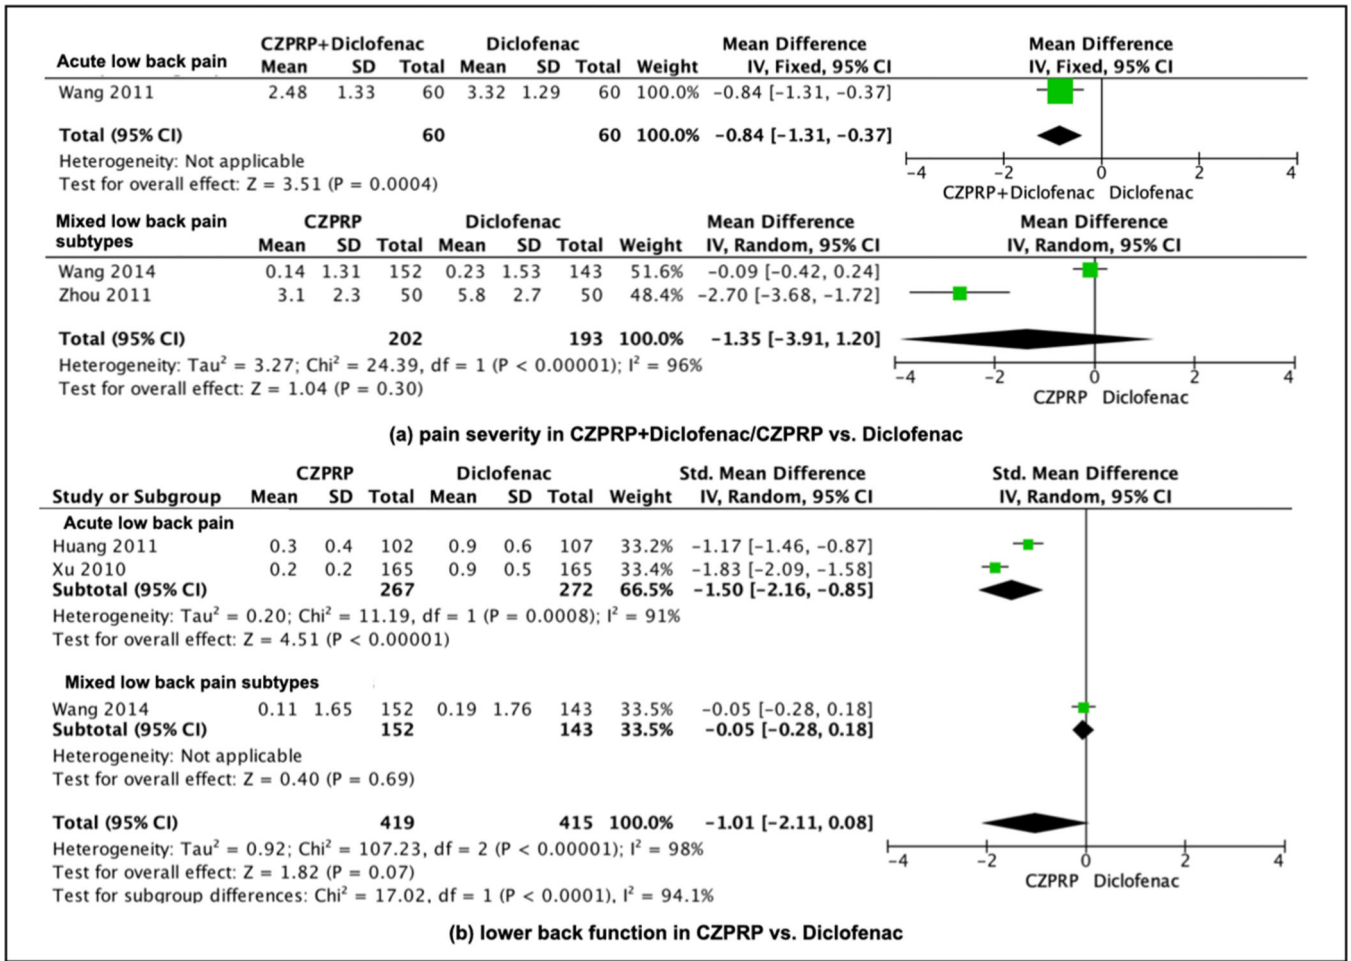 CZPRP+Diclofenac Diclofenac Mean Difference Mean Difference
Acute low back pain Mean SD Total Mean SD Total Weight IV, Fixed, 95% CI IV, Fixed, 95% CI
Wang 2011 2.48 1.33 60 3.32 1.29 60 100.0% -0.84 [-1.31, -0.37]
Total (95% CI) 60 60 100.0% -0.84 [-1.31, -0.37]
Heterogeneity: Not applicable
Test for overall effect: Z = 3.51 (P = 0.0004)
-4 -2 0 2 4
CZPRP+Diclofenac Diclofenac
Mixed low back pain subtypes CZPRP Diclofenac Mean Difference Mean Difference
Mean SD Total Mean SD Total Weight IV, Random, 95% CI IV, Random, 95% CI
Wang 2014 0.14 1.31 152 0.23 1.53 143 51.6% -0.09 [-0.42, 0.24]
Zhou 2011 3.1 2.3 50 5.8 2.7 50 48.4% -2.70 [-3.68, -1.72]
Total (95% CI) 202 193 100.0% -1.35 [-3.91, 1.20]
Heterogeneity: Tau² = 3.27; Chi² = 24.39, df = 1 (P < 0.00001); I² = 96%
Test for overall effect: Z = 1.04 (P = 0.30)
-4 -2 0 2 4
CZPRP Diclofenac
(a) pain severity in CZPRP+Diclofenac/CZPRP vs. Diclofenac
CZPRP Diclofenac Std. Mean Difference Std. Mean Difference
Study or Subgroup Mean SD Total Mean SD Total Weight IV, Random, 95% CI IV, Random, 95% CI
Acute low back pain
Huang 2011 0.3 0.4 102 0.9 0.6 107 33.2% -1.17 [-1.46, -0.87]
Xu 2010 0.2 0.2 165 0.9 0.5 165 33.4% -1.83 [-2.09, -1.58]
Subtotal (95% CI) 267 272 66.5% -1.50 [-2.16, -0.85]
Heterogeneity: Tau² = 0.20; Chi² = 11.19, df = 1 (P = 0.0008); I² = 91%
Test for overall effect: Z = 4.51 (P < 0.00001)
Mixed low back pain subtypes
Wang 2014 0.11 1.65 152 0.19 1.76 143 33.5% -0.05 [-0.28, 0.18]
Subtotal (95% CI) 152 143 33.5% -0.05 [-0.28, 0.18]
Heterogeneity: Not applicable
Test for overall effect: Z = 0.40 (P = 0.69)
Total (95% CI) 419 415 100.0% -1.01 [-2.11, 0.08]
Heterogeneity: Tau² = 0.92; Chi² = 107.23, df = 2 (P < 0.00001); I² = 98%
Test for overall effect: Z = 1.82 (P = 0.07)
Test for subgroup differences: Chi² = 17.02, df = 1 (P < 0.0001), I² = 94.1%
-4 -2 0 2 4
CZPRP Diclofenac
(b) lower back function in CZPRP vs. Diclofenac